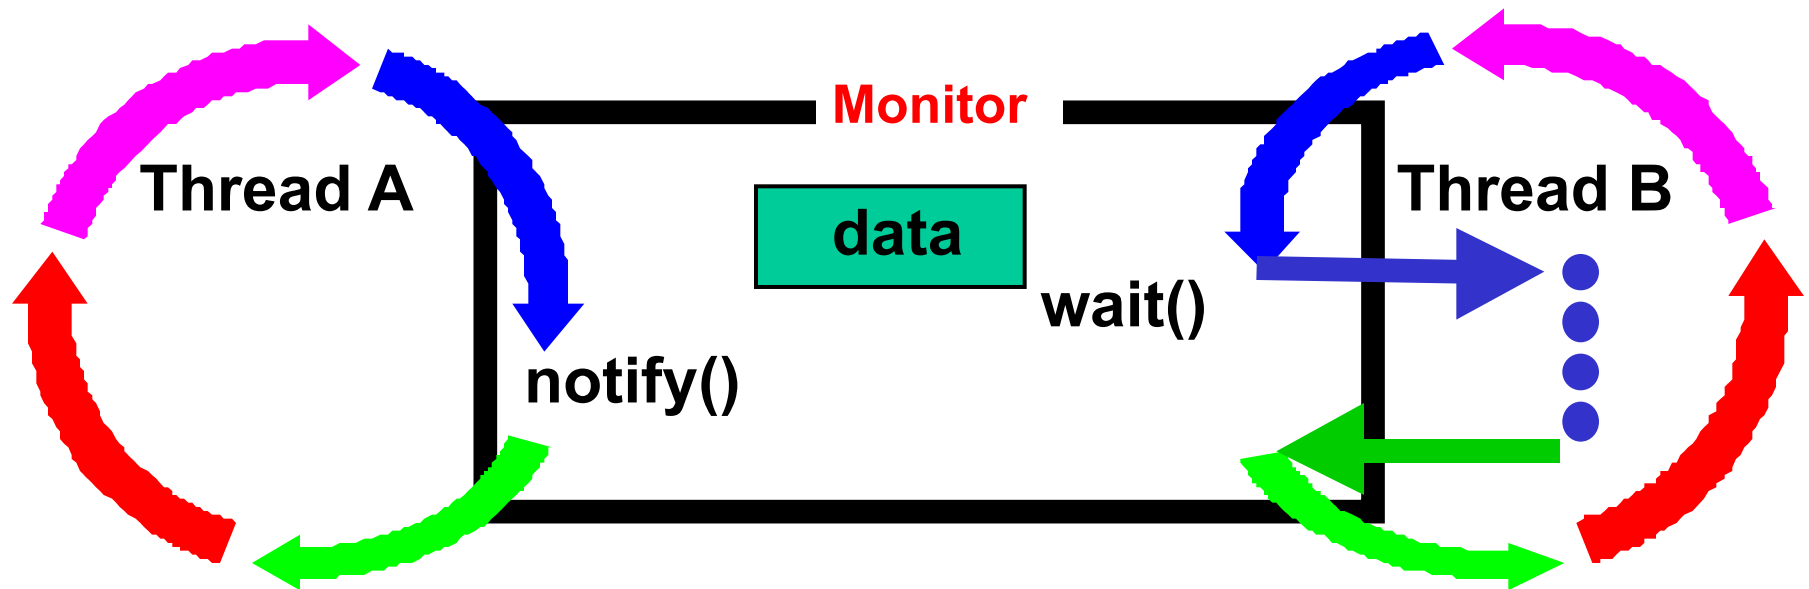 Monitor
Thread A
Thread B
data
wait()
notify()